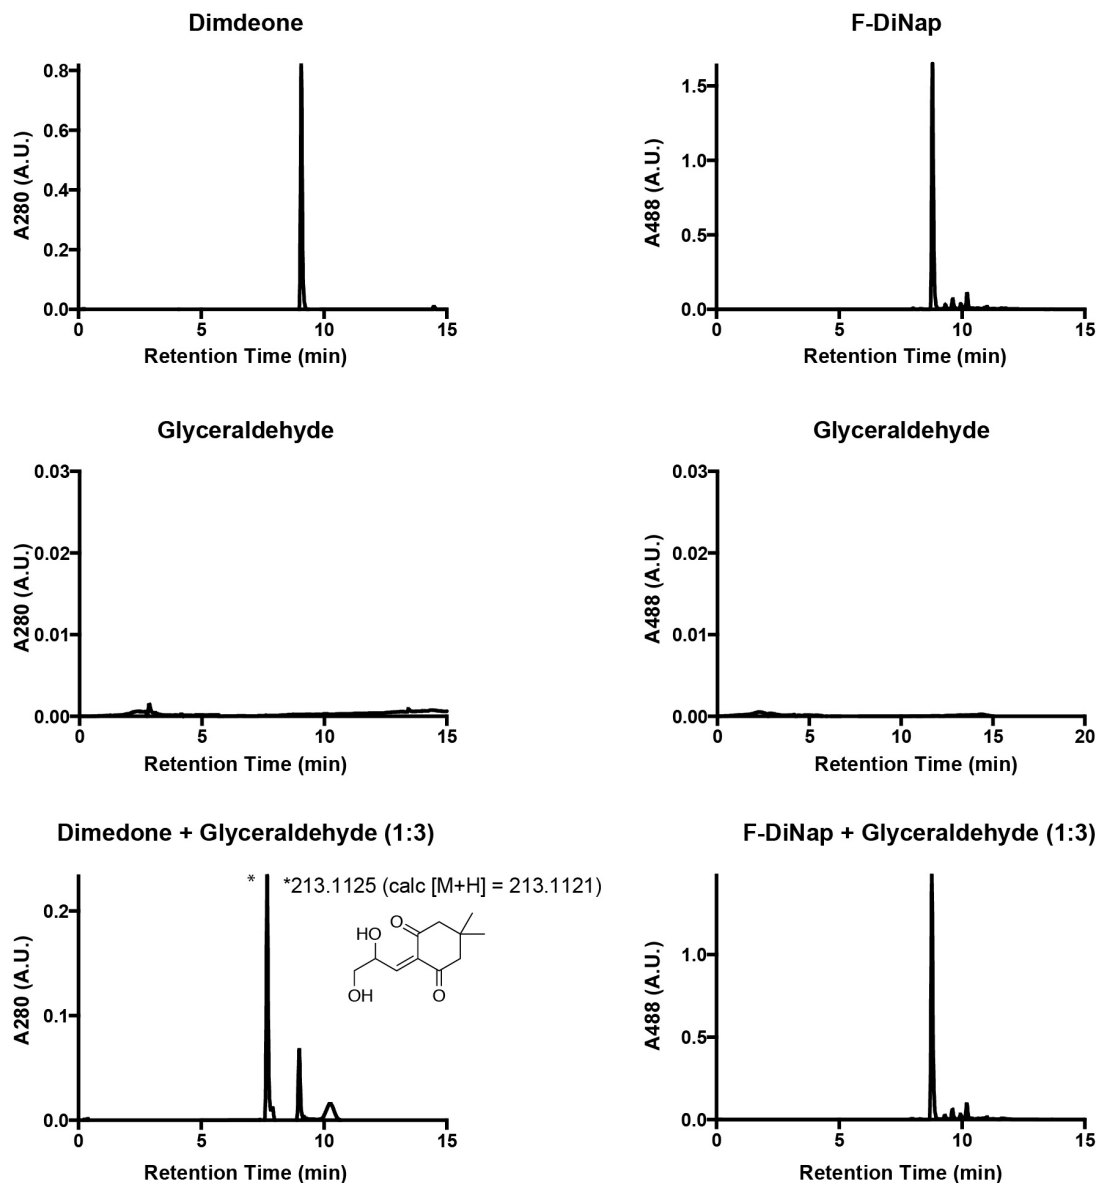 Dimdeone
0.8
0.6
0.4
0.2
0.0
A280 (A.U.)
0 5 10 15
Retention Time (min)
F-DiNap
1.5
1.0
0.5
0.0
A488 (A.U.)
0 5 10 15
Retention Time (min)
Glyceraldehyde
0.03
0.02
0.01
0.00
A280 (A.U.)
0 5 10 15
Retention Time (min)
Glyceraldehyde
0.03
0.02
0.01
0.00
A488 (A.U.)
0 5 10 15 20
Retention Time (min)
Dimedone + Glyceraldehyde (1:3)
* *213.1125 (calc [M+H] = 213.1121)
O
HO
OH O
0.2
0.1
0.0
A280 (A.U.)
0 5 10 15
Retention Time (min)
F-DiNap + Glyceraldehyde (1:3)
1.0
0.5
0.0
A488 (A.U.)
0 5 10 15
Retention Time (min)